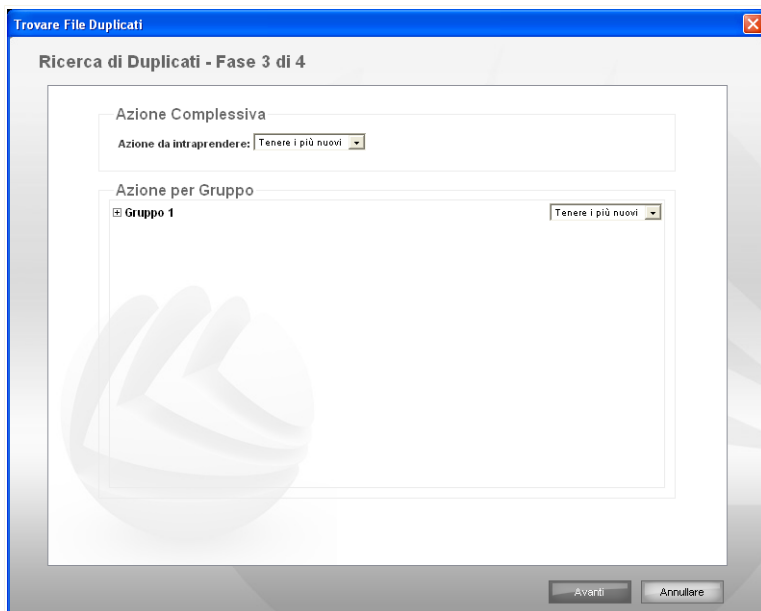 Trovare File Duplicati
Ricerca di Duplicati - Fase 3 di 4
Azione Complessiva
Azione da intraprendere: Tenere i più nuovi
Azione per Gruppo
Gruppo 1 Tenere i più nuovi
Avanti Annullare